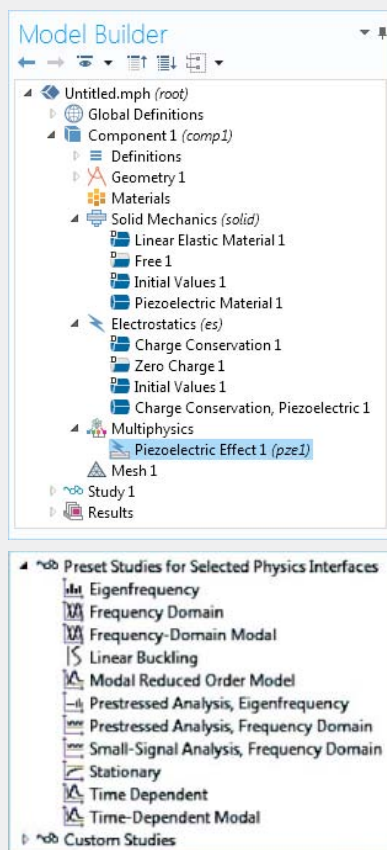 Model Builder
Untitled.mph (root)
Global Definitions
Component 1 (comp1)
Definitions
Geometry 1
Materials
Solid Mechanics (solid)
Linear Elastic Material 1
Free 1
Initial Values 1
Piezoelectric Material 1
Electrostatics (es)
Charge Conservation 1
Zero Charge 1
Initial Values 1
Charge Conservation, Piezoelectric 1
Multiphysics
Piezoelectric Effect 1 (pze1)
Mesh 1
Study 1
Results
Preset Studies for Selected Physics Interfaces
Eigenfrequency
Frequency Domain
Frequency-Domain Modal
Linear Buckling
Modal Reduced Order Model
Prestressed Analysis, Eigenfrequency
Prestressed Analysis, Frequency Domain
Small-Signal Analysis, Frequency Domain
Stationary
Time Dependent
Time-Dependent Modal
Custom Studies